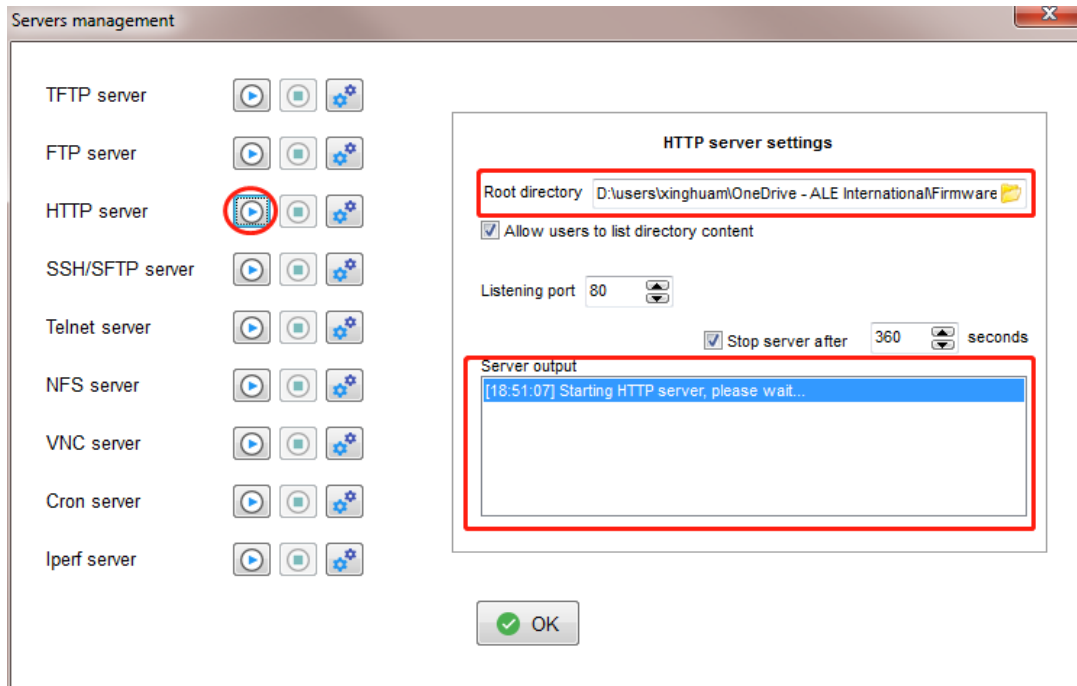 Servers management
TFTP server
FTP server
HTTP server
SSH/SFTP server
Telnet server
NFS server
VNC server
Cron server
Iperf server
HTTP server settings
Root directory D:\users\xinghuam\OneDrive - ALE International\Firmware
Allow users to list directory content
Listening port 80
Stop server after 360 seconds
Server output
[18:51:07] Starting HTTP server, please wait...
OK